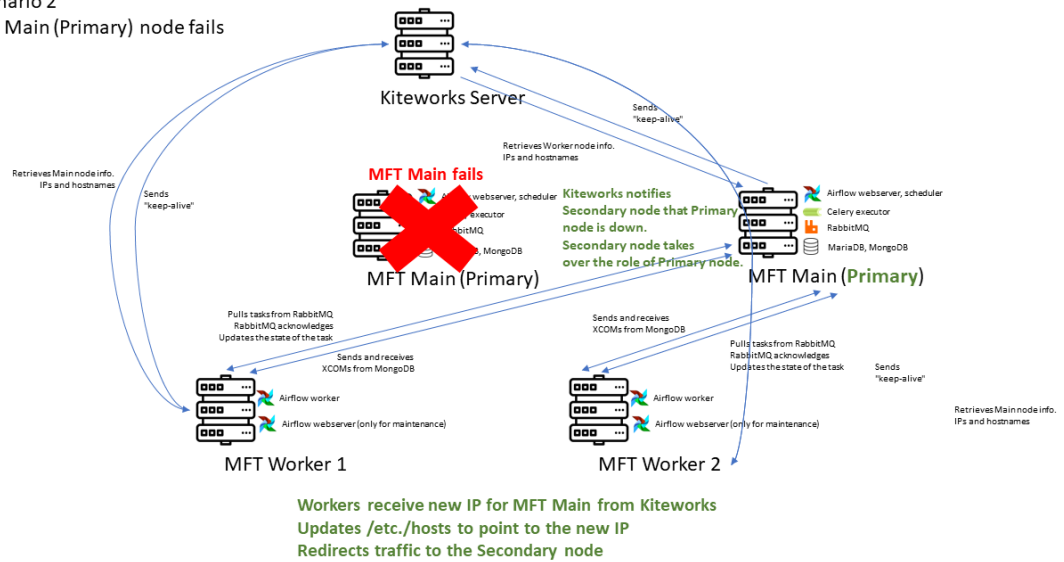 nario 2
Main (Primary) node fails
Kiteworks Server
Sends
"keep-alive"
Retrieves Worker node info.
IPs and hostnames
Retrieves Main node info.
IPs and hostnames
Sends
"keep-alive"
MFT Main fails
webserver, scheduler
executor
MongoDB
MFT Main (Primary)
Kiteworks notifies
Secondary node that Primary
node is down.
Secondary node takes
over the role of Primary node.
Airflow webserver, scheduler
Celery executor
RabbitMQ
MariaDB, MongoDB
MFT Main (Primary)
Pulls tasks from RabbitMQ
RabbitMQ acknowledges
Updates the state of the task
Sends and receives
XCOMs from MongoDB
Sends and receives
XCOMs from MongoDB
Pulls tasks from RabbitMQ
RabbitMQ acknowledges
Updates the state of the task
Sends
"keep-alive"
Retrieves Main node info.
IPs and hostnames
Airflow worker
Airflow webserver (only for maintenance)
MFT Worker 1
Airflow worker
Airflow webserver (only for maintenance)
MFT Worker 2
Workers receive new IP for MFT Main from Kiteworks
Updates /etc./hosts to point to the new IP
Redirects traffic to the Secondary node